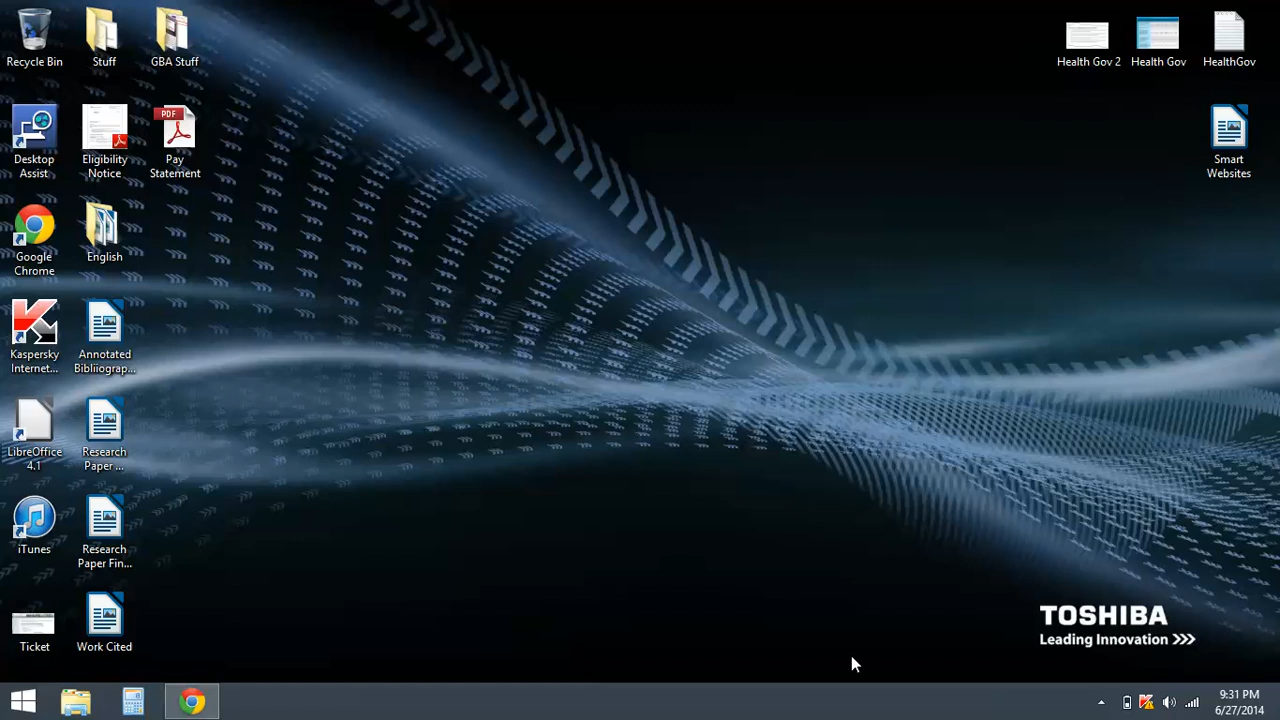 Recycle Bin
Stuff
GBA Stuff
Health Gov 2
Health Gov
HealthGov
Desktop
Assist
Eligibility
Notice
PDF
Pay
Statement
Smart
Websites
Google
Chrome
English
Kaspersky
Internet...
Annotated
Bibliiograp...
LibreOffice
4.1
Research
Paper ...
iTunes
Research
Paper Fin...
Ticket
Work Cited
TOSHIBA
Leading Innovation >>>
9:31 PM
6/27/2014